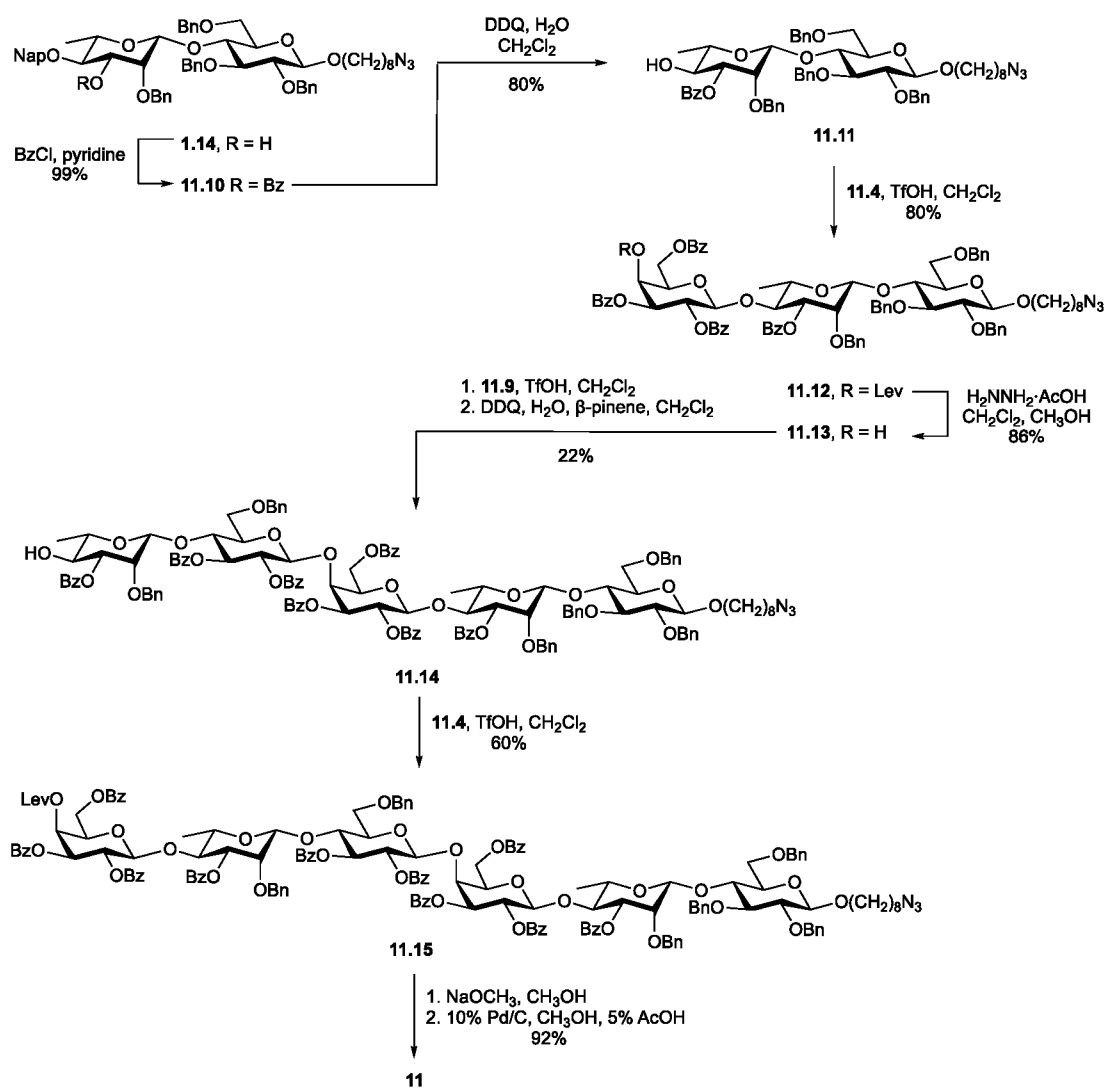 BnO
O
O
NapO
RO
OBn
O
BnO
O
OBn
O(CH2)8N3
1.14, R = H
BzCl, pyridine
99%
11.10 R = Bz
DDQ, H2O
CH2Cl2
80%
BnO
O
O
HO
BzO
OBn
O
BnO
O
OBn
O(CH2)8N3
11.11
11.4, TfOH, CH2Cl2
80%
RO
OBz
O
BzO
OBz
O
O
BzO
OBn
O
OBn
O
BnO
OBn
O(CH2)8N3
1. 11.9, TfOH, CH2Cl2
2. DDQ, H2O, β-pinene, CH2Cl2
22%
11.12, R = Lev
11.13, R = H
H2NNH2·AcOH
CH2Cl2, CH3OH
86%
OBn
O
O
O
HO
BzO
OBn
BzO
OBz
O
OBz
O
BzO
OBz
O
O
BzO
OBn
O
OBn
O
BnO
OBn
O(CH2)8N3
11.14
11.4, TfOH, CH2Cl2
60%
LevO
OBz
O
BzO
OBz
O
O
BzO
OBn
O
OBn
O
BzO
OBz
O
OBz
O
BzO
OBz
O
O
BzO
OBn
O
OBn
O
BnO
OBn
O(CH2)8N3
11.15
1. NaOCH3, CH3OH
2. 10% Pd/C, CH3OH, 5% AcOH
92%
11